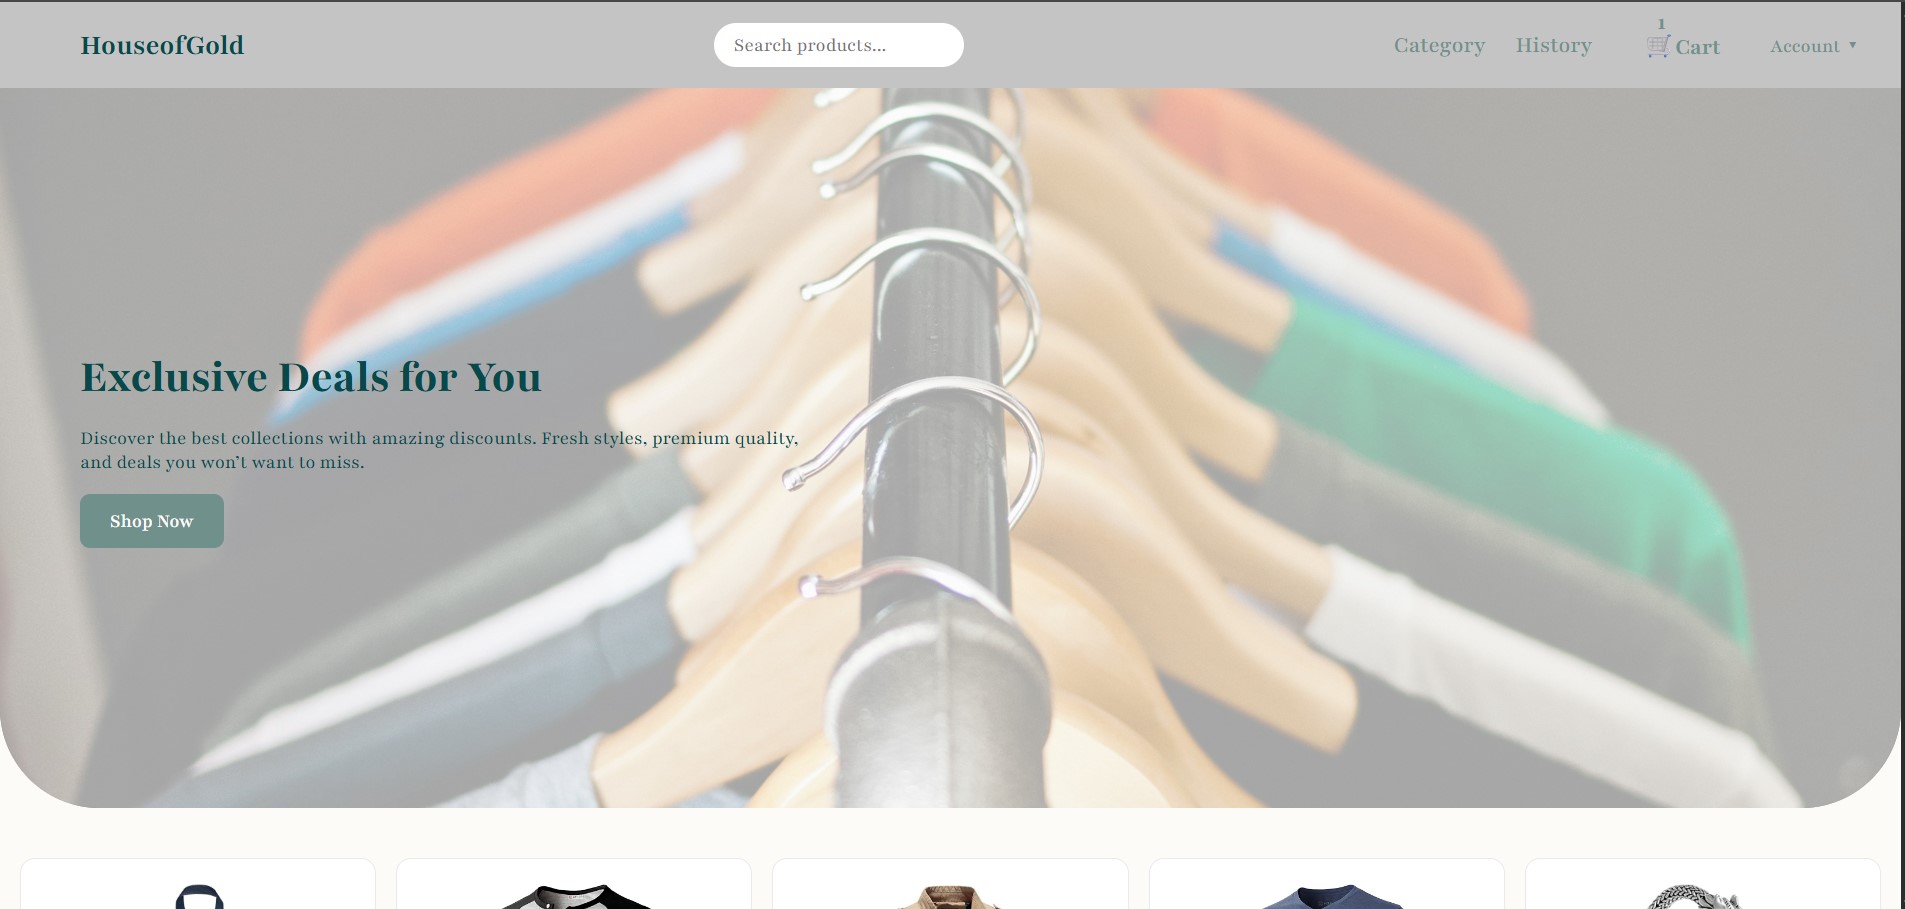 HouseofGold
Search products...
Category
History
1
Cart
Account ▼
Exclusive Deals for You
Discover the best collections with amazing discounts. Fresh styles, premium quality,
and deals you won’t want to miss.
Shop Now